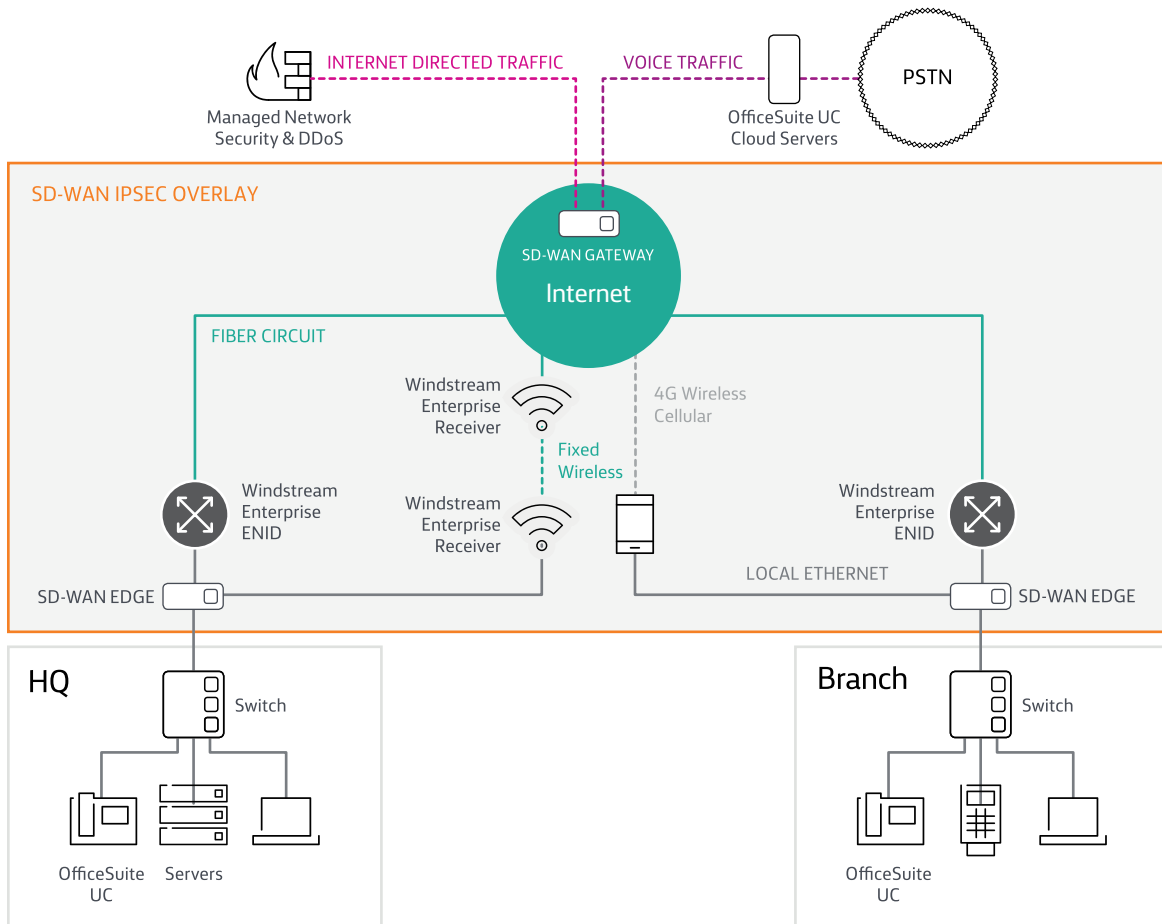 INTERNET DIRECTED TRAFFIC
VOICE TRAFFIC
PSTN
Managed Network
Security & DDoS
OfficeSuite UC
Cloud Servers
SD-WAN IPSEC OVERLAY
SD-WAN GATEWAY
Internet
FIBER CIRCUIT
Windstream
Enterprise
Receiver
4G Wireless
Cellular
Fixed
Wireless
Windstream
Enterprise
ENID
Windstream
Enterprise
Receiver
Windstream
Enterprise
ENID
LOCAL ETHERNET
SD-WAN EDGE
SD-WAN EDGE
HQ
Switch
OfficeSuite
UC
Servers
Branch
Switch
OfficeSuite
UC